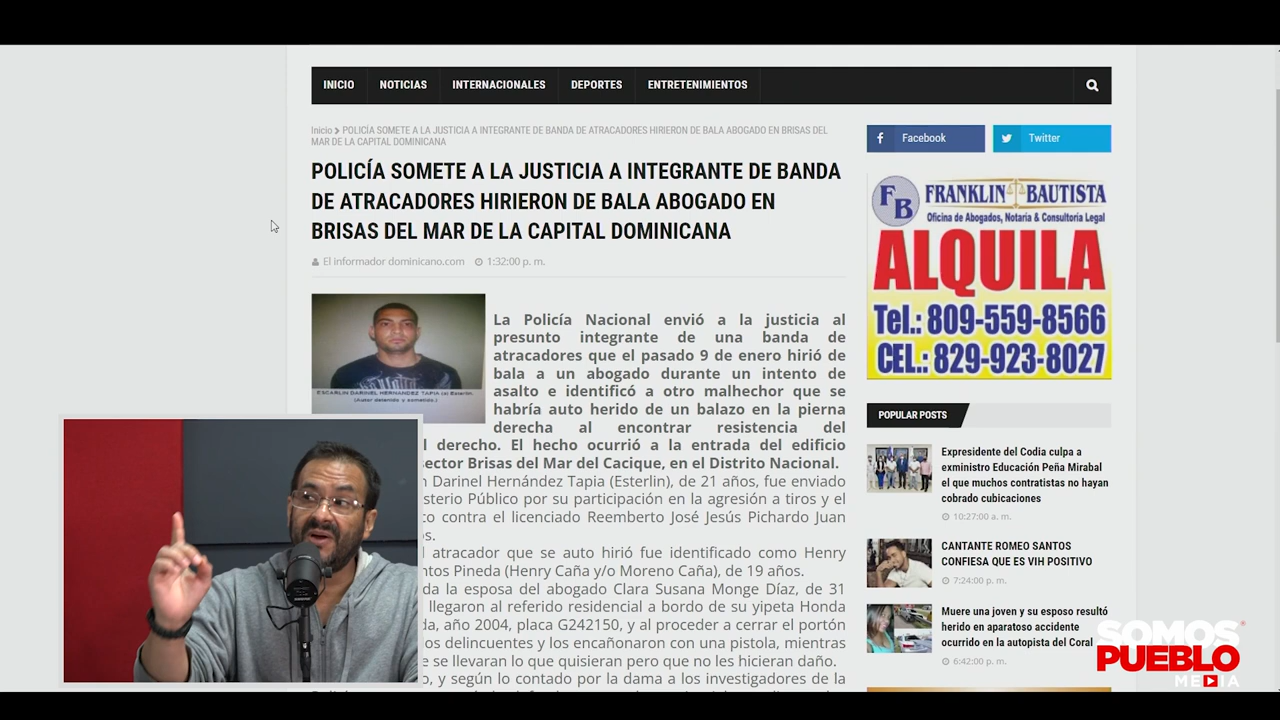 INICIO
NOTICIAS
INTERNACIONALES
DEPORTES
ENTRETENIMIENTOS
Inicio > POLICÍA SOMETE A LA JUSTICIA A INTEGRANTE DE BANDA DE ATRACADORES HIRIERON DE BALA ABOGADO EN BRISAS DEL
MAR DE LA CAPITAL DOMINICANA
POLICÍA SOMETE A LA JUSTICIA A INTEGRANTE DE BANDA
DE ATRACADORES HIRIERON DE BALA ABOGADO EN
BRISAS DEL MAR DE LA CAPITAL DOMINICANA
El informador dominicano.com 1:32:00 p. m.
ESCARLIN DARINEL HERNANDEZ TAPIA (a) Esterlin.
(Autor detenido y sometido).
La Policía Nacional envió a la justicia al
presunto integrante de una banda de
atracadores que el pasado 9 de enero hirió de
bala a un abogado durante un intento de
asalto e identificó a otro malhechor que se
habría auto herido de un balazo en la pierna
derecha al encontrar resistencia del
l derecho. El hecho ocurrió a la entrada del edificio
sector Brisas del Mar del Cacique, en el Distrito Nacional.
n Darinel Hernández Tapia (Esterlin), de 21 años, fue enviado
isterio Público por su participación en la agresión a tiros y el
co contra el licenciado Reemberto José Jesús Pichardo Juan
s.
l atracador que se auto hirió fue identificado como Henry
ntos Pineda (Henry Caña y/o Moreno Caña), de 19 años.
da la esposa del abogado Clara Susana Monge Díaz, de 31
llegaron al referido residencial a bordo de su yipeta Honda
da, año 2004, placa G242150, y al proceder a cerrar el portón
os delincuentes y los encañonaron con una pistola, mientras
e se llevaran lo que quisieran pero que no les hicieran daño.
o, y según lo contado por la dama a los investigadores de la
Facebook
Twitter
FB FRANKLIN BAUTISTA
Oficina de Abogados, Notaria & Consultoría Legal
ALQUILA
Tel.: 809-559-8566
CEL.: 829-923-8027
POPULAR POSTS
Expresidente del Codia culpa a
exministro Educación Peña Mirabal
el que muchos contratistas no hayan
cobrado cubicaciones
10:27:00 a. m.
CANTANTE ROMEO SANTOS
CONFIESA QUE ES VIH POSITIVO
7:24:00 p. m.
Muere una joven y su esposo resultó
herido en aparatoso accidente
ocurrido en la autopista del Coral
6:42:00 p. m.
SOMOS
PUEBLO
MEDIA